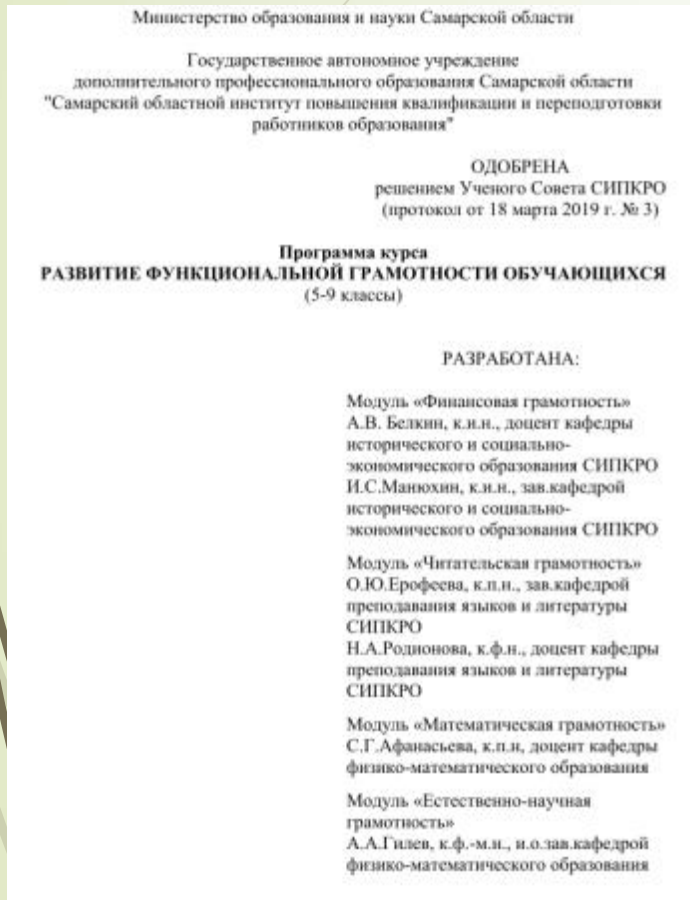 Министерство образования и науки Самарской области
Государственное автономное учреждение
дополнительного профессионального образования Самарской области
"Самарский областной институт повышения квалификации и переподготовки
работников образования"
ОДОБРЕНА
решением Ученого Совета СИПКРО
(протокол от 18 марта 2019 г. № 3)
Программа курса
РАЗВИТИЕ ФУНКЦИОНАЛЬНОЙ ГРАМОТНОСТИ ОБУЧАЮЩИХСЯ
(5-9 классы)
РАЗРАБОТАНА:
Модуль «Финансовая грамотность»
А.В. Белкин, к.и.н., доцент кафедры
исторического и социально-
экономического образования СИПКРО
И.С.Манюхин, к.и.н., зав.кафедрой
исторического и социально-
экономического образования СИПКРО
Модуль «Читательская грамотность»
О.Ю.Ерофеева, к.п.н., зав.кафедрой
преподавания языков и литературы
СИПКРО
Н.А.Родионова, к.ф.н., доцент кафедры
преподавания языков и литературы
СИПКРО
Модуль «Математическая грамотность»
С.Г.Афанасьева, к.п.н, доцент кафедры
физико-математического образования
Модуль «Естественно-научная
грамотность»
А.А.Гилев, к.ф.-м.н., и.о.зав.кафедрой
физико-математического образования